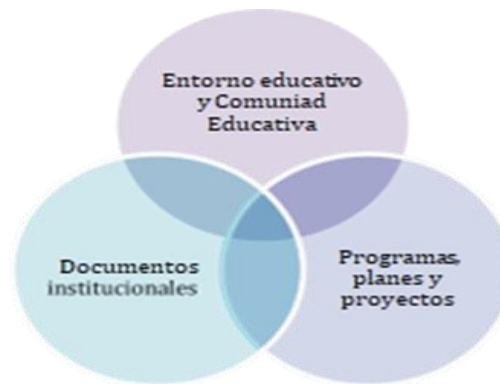 Entorno educativo
y Comuniad
Educativa
Documentos
institucionales
Programas,
planes y
proyectos